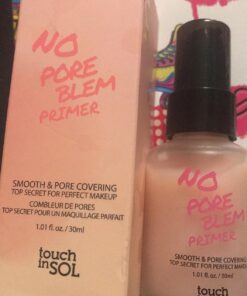 NO
PORE
BLEM
PRIMER
SMOOTH & PORE COVERING
TOP SECRET FOR PERFECT MAKEUP
COMBLEUR DE PORES
TOP SECRET POUR UN MAQUILLAGE PARFAIT
1.01 fl. oz. / 30ml
touch
in SOL
NO
PORE
BLEM
PRIMER
SMOOTH & PORE COVERING
TOP SECRET FOR PERFECT MAKEUP
1.01 fl. oz. / 30ml
touch
in SOL